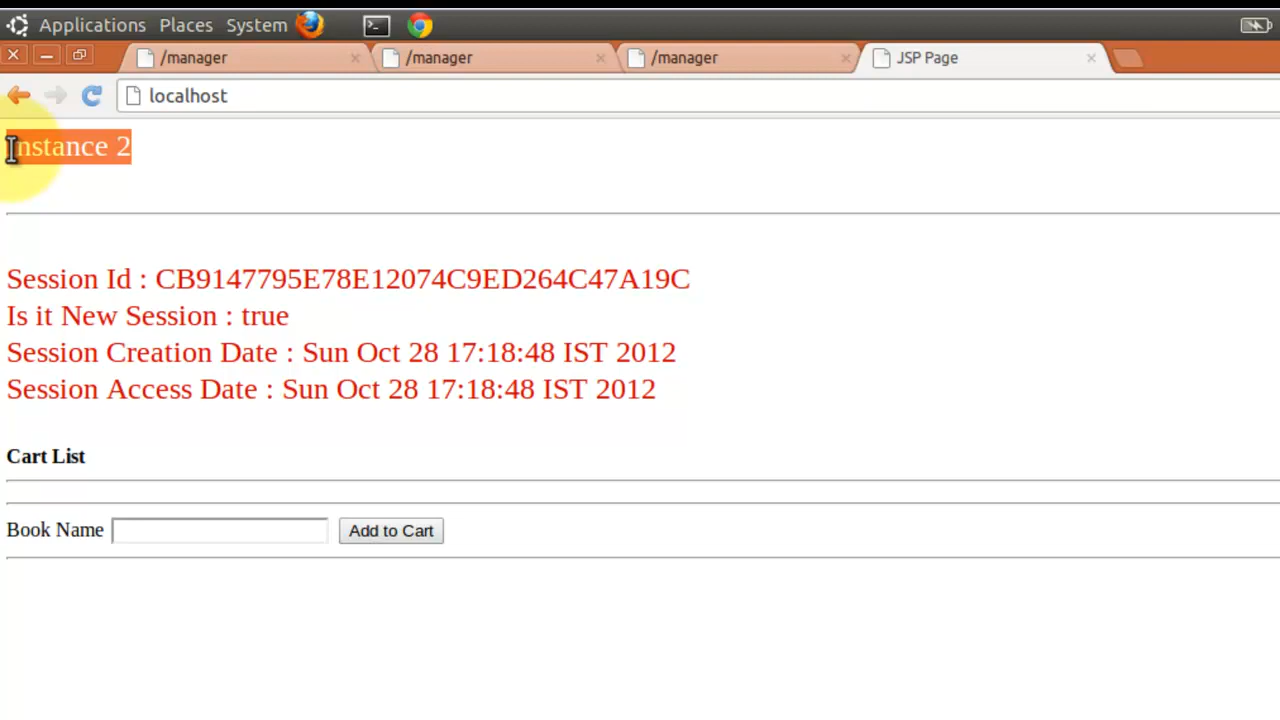 Applications Places System
/manager /manager /manager JSP Page
localhost
Instance 2
Session Id : CB9147795E78E12074C9ED264C47A19C
Is it New Session : true
Session Creation Date : Sun Oct 28 17:18:48 IST 2012
Session Access Date : Sun Oct 28 17:18:48 IST 2012
Cart List
Book Name Add to Cart